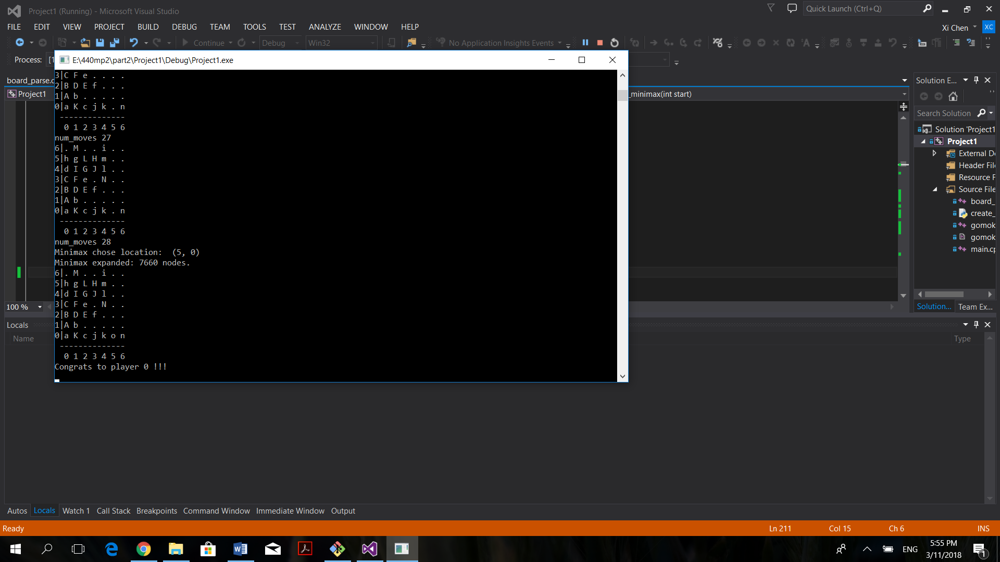 Project1 (Running) - Microsoft Visual Studio
Quick Launch (Ctrl+Q)
FILE EDIT VIEW PROJECT BUILD DEBUG TEAM TOOLS TEST ANALYZE WINDOW HELP
Xi Chen XC
Continue Debug Win32 No Application Insights Events
Process: [1
E:\440mp2\part2\Project1\Debug\Project1.exe
board_parse.c
Project1
_minimax(int start)
3|C F e . . . .
2|B D E f . . .
1|A b . . . . .
0|a K c j k . n
--------------
0 1 2 3 4 5 6
num_moves 27
6|. M . . i . .
5|h g L H m . .
4|d I G J l . .
3|C F e . N . .
2|B D E f . . .
1|A b . . . . .
0|a K c j k . n
--------------
0 1 2 3 4 5 6
num_moves 28
Minimax chose location:  (5, 0)
Minimax expanded: 7660 nodes.
6|. M . . i . .
5|h g L H m . .
4|d I G J l . .
3|C F e . N . .
2|B D E f . . .
1|A b . . . . .
0|a K c j k o n
--------------
0 1 2 3 4 5 6
Congrats to player 0 !!!
Solution E...
Search Solution
Solution 'Project1
Project1
External De
Header File
Resource F
Source File
board_
create_
gomok
gomok
main.cp
Solution... Team Ex...
100 %
Locals
Name Type
Autos Locals Watch 1 Call Stack Breakpoints Command Window Immediate Window Output
Ready Ln 211 Col 15 Ch 6 INS
ENG
5:55 PM
3/11/2018
1